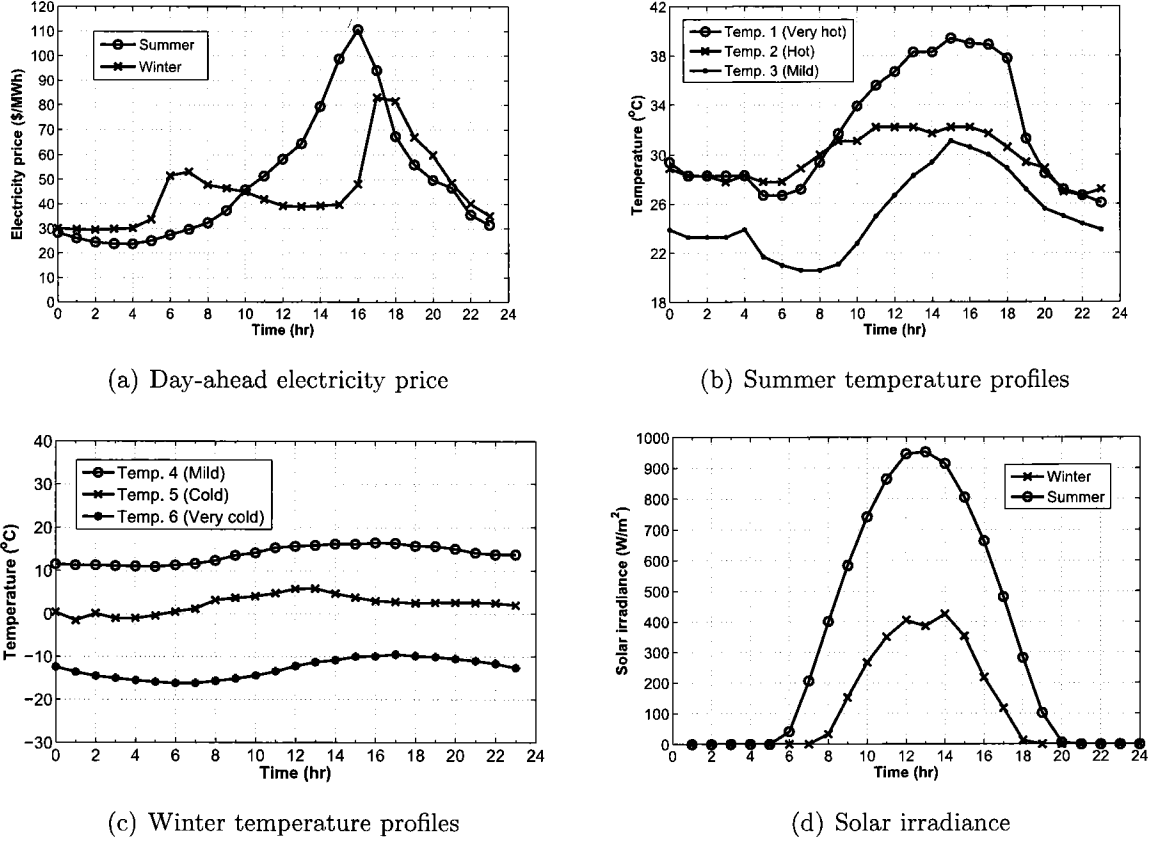 Electricity price ($/MWh)
120
110
100
90
80
70
60
50
40
30
20
10
0
Summer
Winter
0 2 4 6 8 10 12 14 16 18 20 22 24
Time (hr)
(a) Day-ahead electricity price
Temperature (°C)
42
38
34
30
26
22
18
Temp. 1 (Very hot)
Temp. 2 (Hot)
Temp. 3 (Mild)
0 2 4 6 8 10 12 14 16 18 20 22 24
Time (hr)
(b) Summer temperature profiles
Temperature (°C)
40
30
20
10
0
−10
−20
−30
Temp. 4 (Mild)
Temp. 5 (Cold)
Temp. 6 (Very cold)
0 2 4 6 8 10 12 14 16 18 20 22 24
Time (hr)
(c) Winter temperature profiles
Solar irradiance (W/m²)
1000
900
800
700
600
500
400
300
200
100
0
Winter
Summer
0 2 4 6 8 10 12 14 16 18 20 22 24
Time (hr)
(d) Solar irradiance